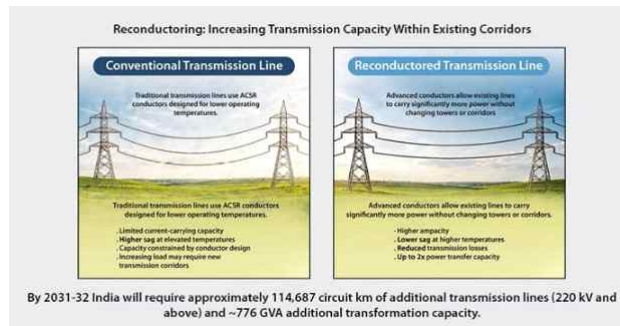 Reconductoring: Increasing Transmission Capacity Within Existing Corridors
Conventional Transmission Line
Traditional transmission lines use ACSR
conductors designed for lower operating
temperatures.
Traditional transmission lines use ACSR conductors
designed for lower operating temperatures.
. Limited current-carrying capacity
. Higher sag at elevated temperatures
. Capacity constrained by conductor design
. Increasing load may require new
transmission corridors
Reconductored Transmission Line
Advanced conductors allow existing lines
to carry significantly more power without
changing towers or corridors
Advanced conductors allow existing lines to carry
significantly more power without changing towers or corridors.
- Higher ampacity
. Lower sag at higher temperatures
. Reduced transmission losses
. Up to 2x power transfer capacity
By 2031-32 India will require approximately 114,687 circuit km of additional transmission lines (220 kV and
above) and ~776 GVA additional transformation capacity.